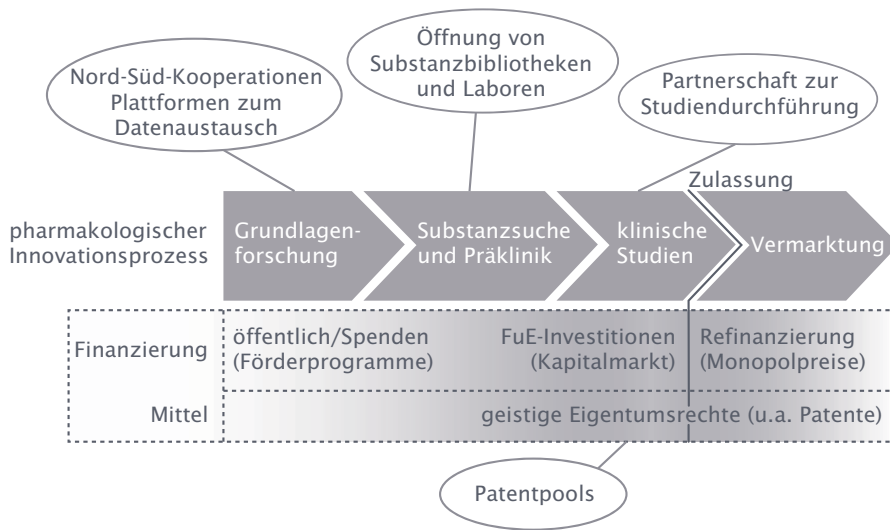 Öffnung von
Substanzbibliotheken
und Laboren
Nord-Süd-Kooperationen
Plattformen zum
Datenaustausch
Partnerschaft zur
Studiendurchführung
Zulassung
pharmakologischer
Innovationsprozess
Grundlagen-
forschung
Substanzsuche
und Präklinik
klinische
Studien
Vermarktung
Finanzierung
öffentlich/Spenden
(Förderprogramme)
FuE-Investitionen
(Kapitalmarkt)
Refinanzierung
(Monopolpreise)
Mittel
geistige Eigentumsrechte (u.a. Patente)
Patentpools